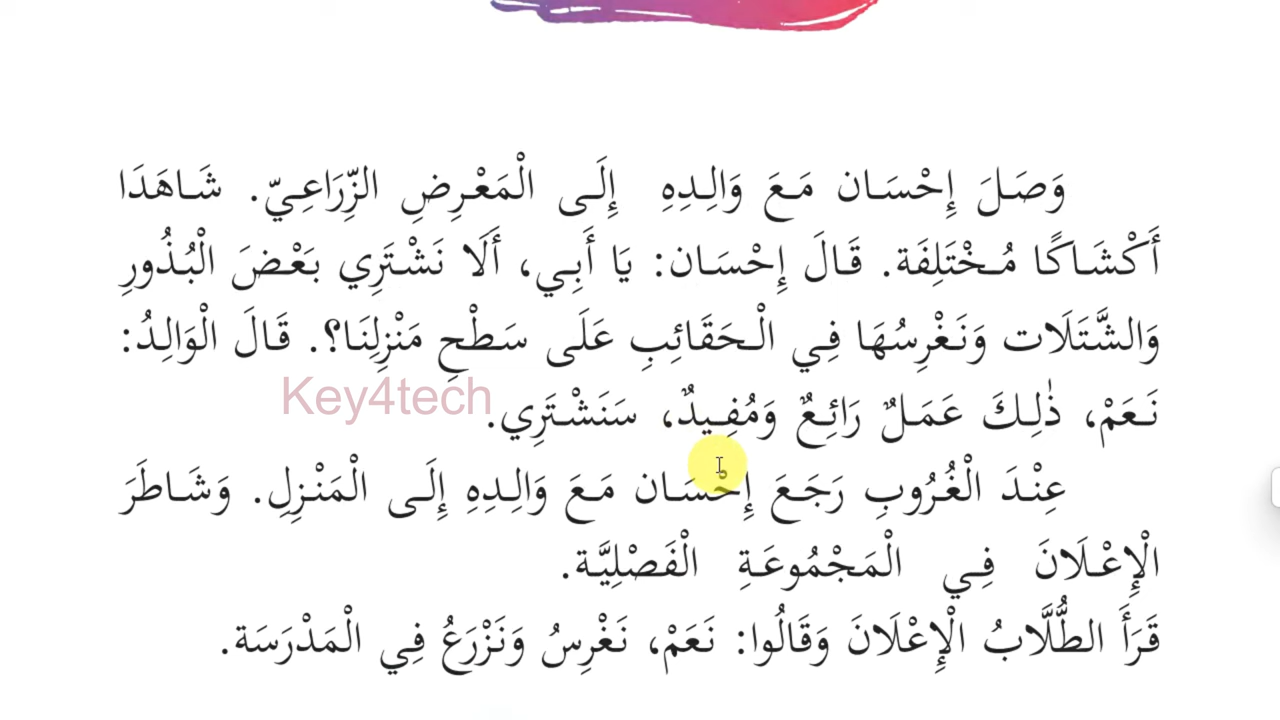 وَصَلَ إِحْسَان مَعَ وَالِدِهِ إِلَى الْمَعْرِضِ الزِّرَاعِيّ. شَاهَدَا
أَكْشَاكًا مُخْتَلِفَة. قَالَ إِحْسَان: يَا أَبِي، أَلَا نَشْتَرِي بَعْضَ الْبُذُورِ
وَالشَّتَلَات وَنَغْرِسُهَا فِي الْحَقَائِبِ عَلَى سَطْحِ مَنْزِلِنَا؟. قَالَ الْوَالِدُ:
نَعَمْ، ذٰلِكَ عَمَلٌ رَائِعٌ وَمُفِيدٌ، سَنَشْتَرِي.
Key4tech
عِنْدَ الْغُرُوبِ رَجَعَ إِحْسَان مَعَ وَالِدِهِ إِلَى الْمَنْزِلِ. وَشَاطَرَ
الْإِعْلَانَ فِي الْمَجْمُوعَةِ الْفَصْلِيَّة.
قَرَأَ الطُّلَّابُ الْإِعْلَانَ وَقَالُوا: نَعَمْ، نَغْرِسُ وَنَزْرَعُ فِي الْمَدْرَسَة.